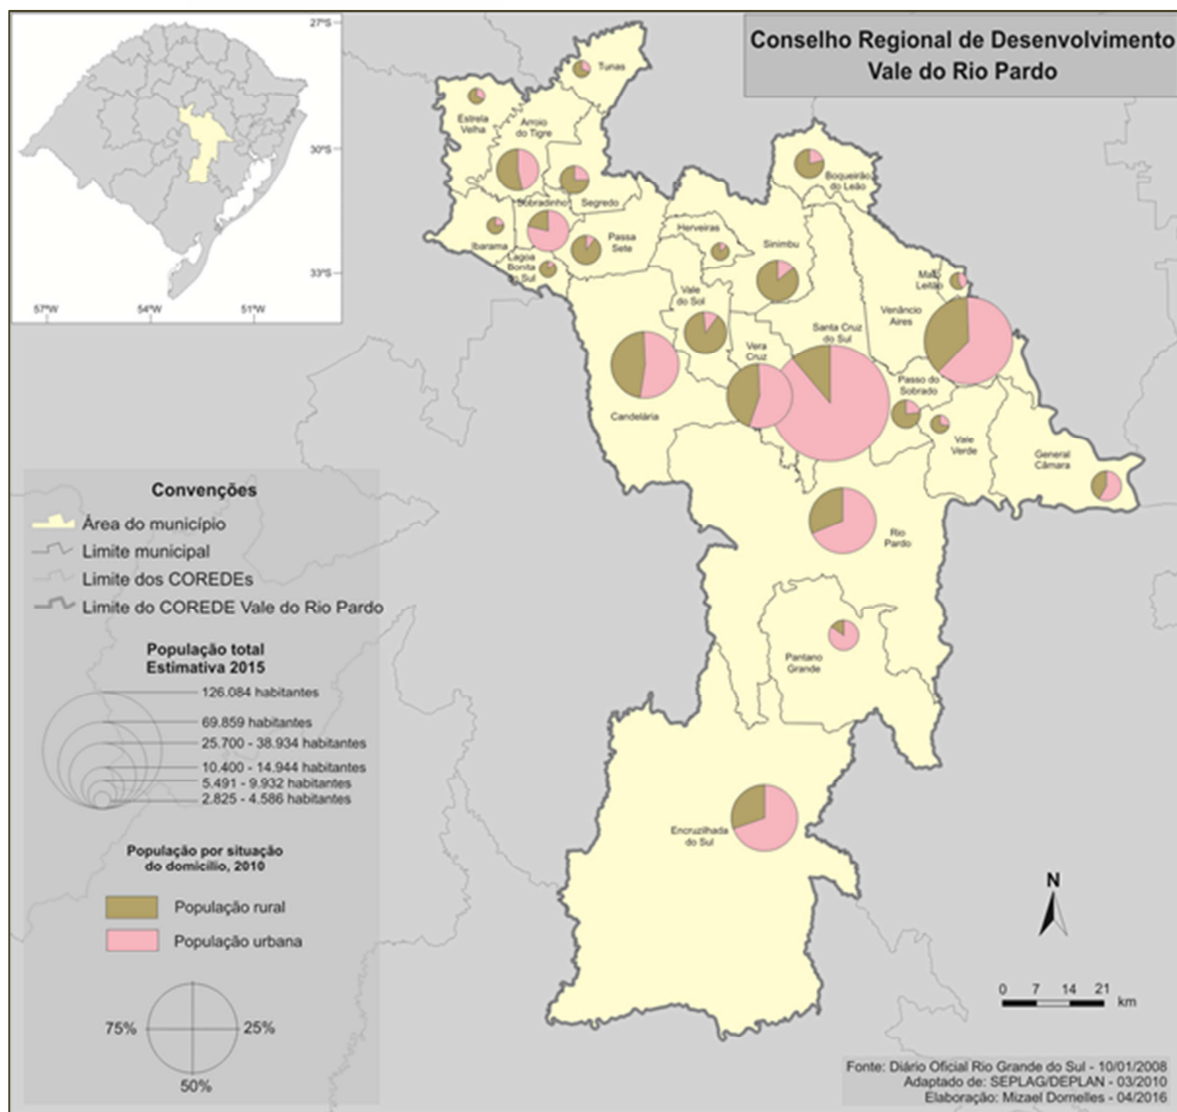 Conselho Regional de Desenvolvimento
Vale do Rio Pardo
27°S
30°S
33°S
57°W
54°W
51°W
Tunas
Estrela
Velha
Arroio
do Tigre
Boqueirão
do Leão
Sobradinho
Segredo
Ibarama
Passa
Sete
Herveiras
Sinimbu
Lagoa
Bonita
do Sul
Vale
do Sol
Mato
Leitão
Venâncio
Aires
Santa Cruz
do Sul
Vera
Cruz
Candelária
Passo do
Sobrado
Vale
Verde
General
Câmara
Rio
Pardo
Pantano
Grande
Encruzilhada
do Sul
Convenções
Área do município
Limite municipal
Limite dos COREDEs
Limite do COREDE Vale do Rio Pardo
População total
Estimativa 2015
126.084 habitantes
69.859 habitantes
25.700 - 38.934 habitantes
10.400 - 14.944 habitantes
5.491 - 9.932 habitantes
2.825 - 4.586 habitantes
População por situação
do domicílio, 2010
População rural
População urbana
75%
25%
50%
N
0 7 14 21
km
Fonte: Diário Oficial Rio Grande do Sul - 10/01/2008
Adaptado de: SEPLAG/DEPLAN - 03/2010
Elaboração: Mizael Dornelles - 04/2016